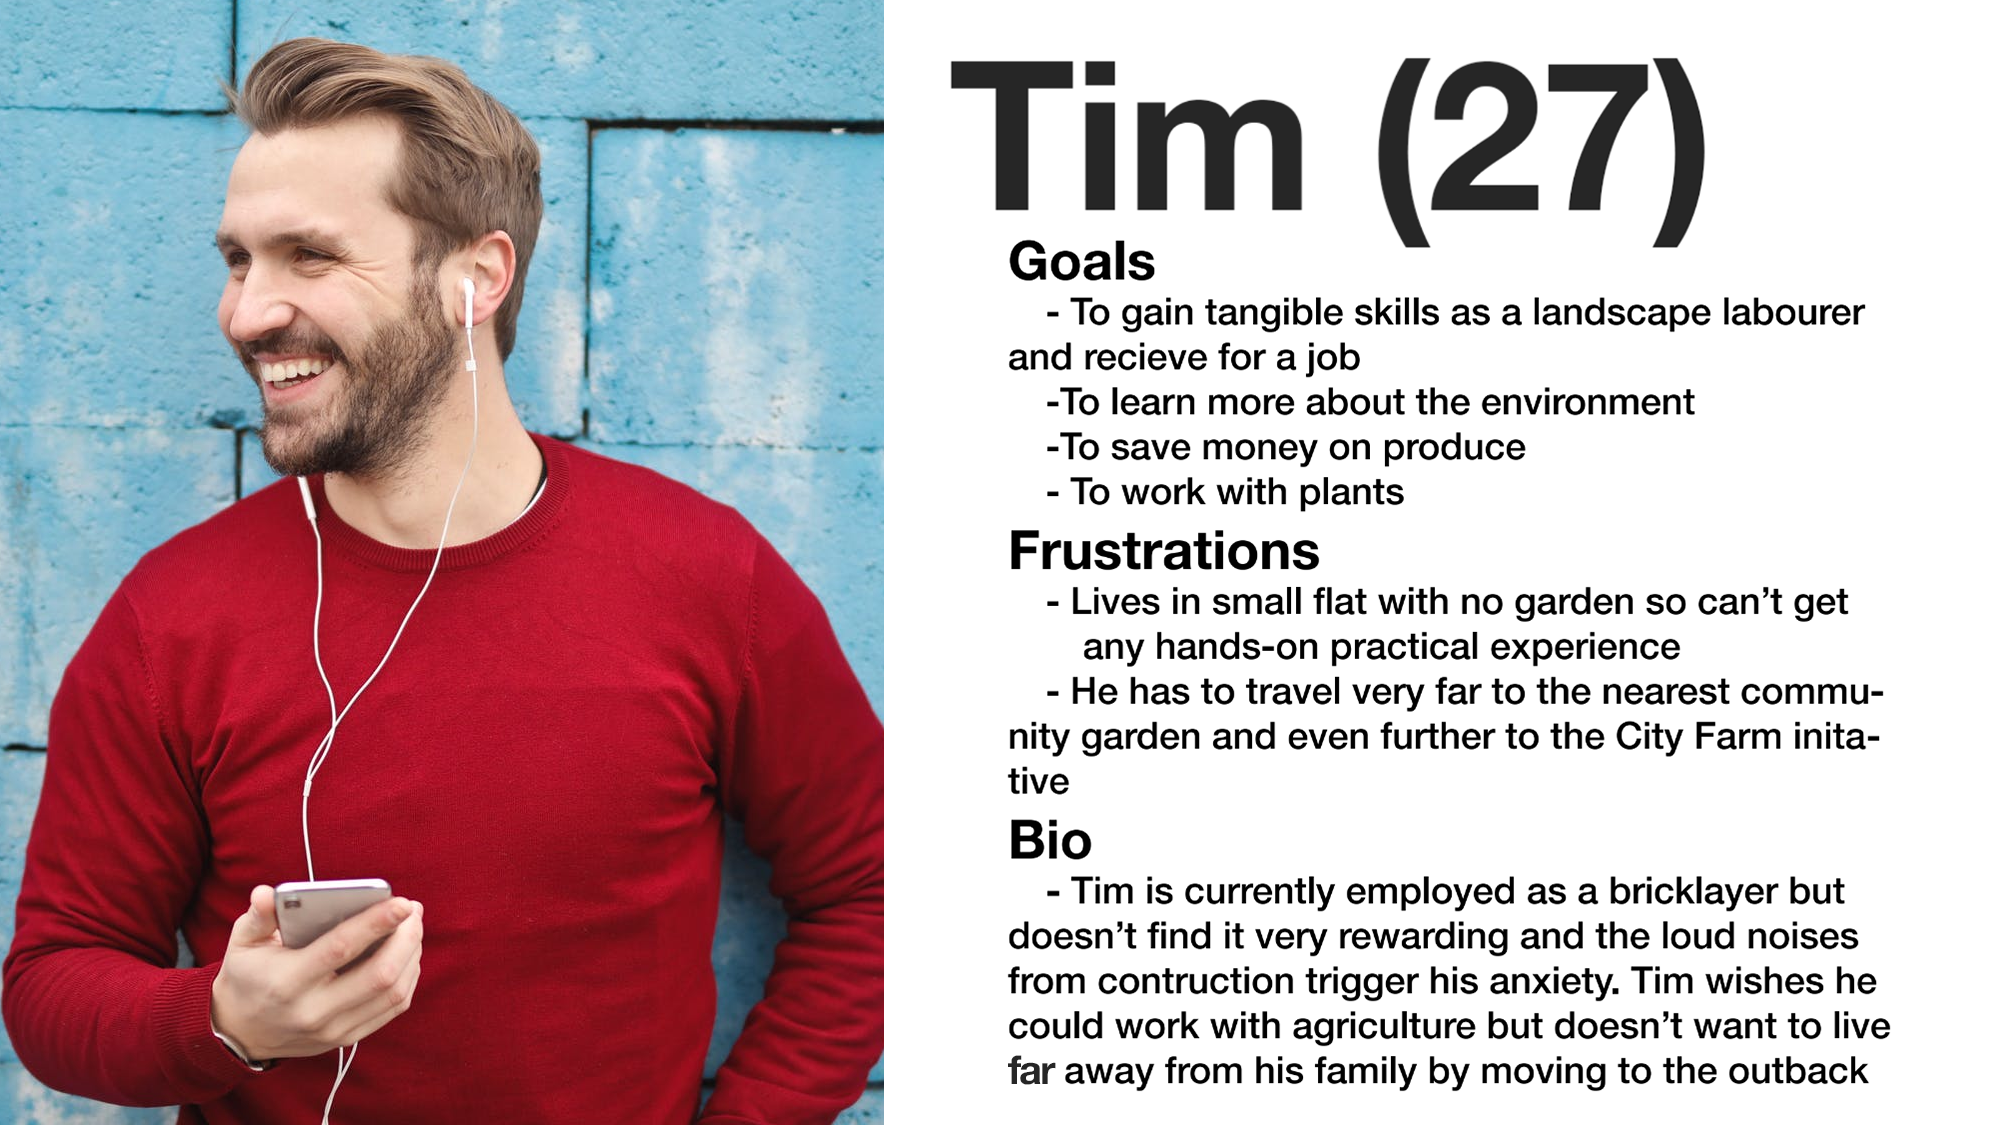 Tim (27)
Goals
- To gain tangible skills as a landscape labourer
and recieve for a job
-To learn more about the environment
-To save money on produce
- To work with plants
Frustrations
- Lives in small flat with no garden so can’t get
any hands-on practical experience
- He has to travel very far to the nearest commu-
nity garden and even further to the City Farm inita-
tive
Bio
- Tim is currently employed as a bricklayer but
doesn’t find it very rewarding and the loud noises
from contruction trigger his anxiety. Tim wishes he
could work with agriculture but doesn’t want to live
far away from his family by moving to the outback